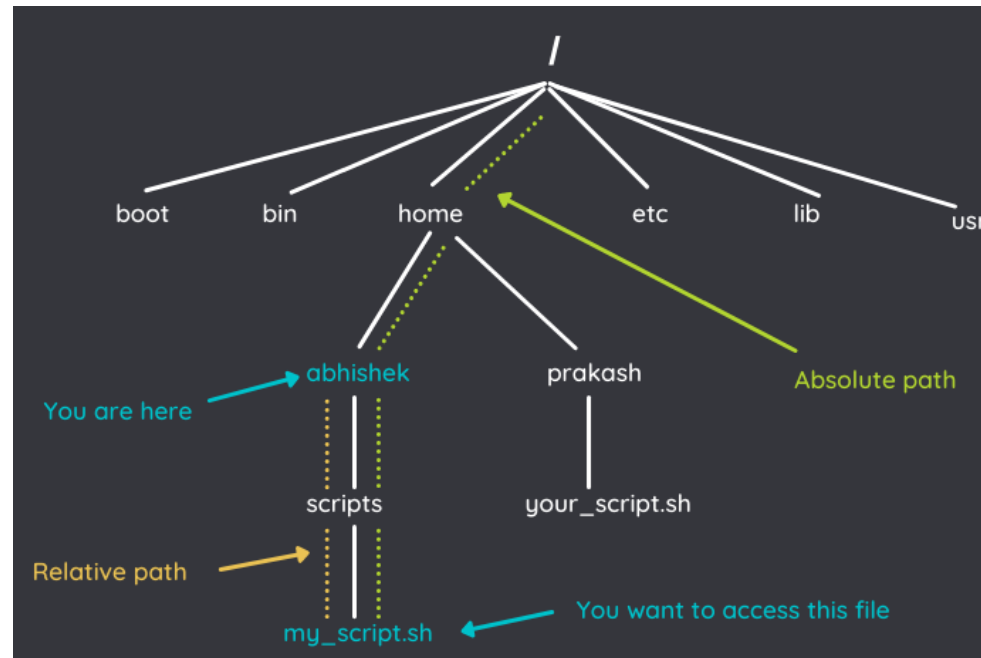 /
boot bin home etc lib usr
abhishek prakash
Absolute path
You are here
scripts your_script.sh
Relative path
You want to access this file
my_script.sh